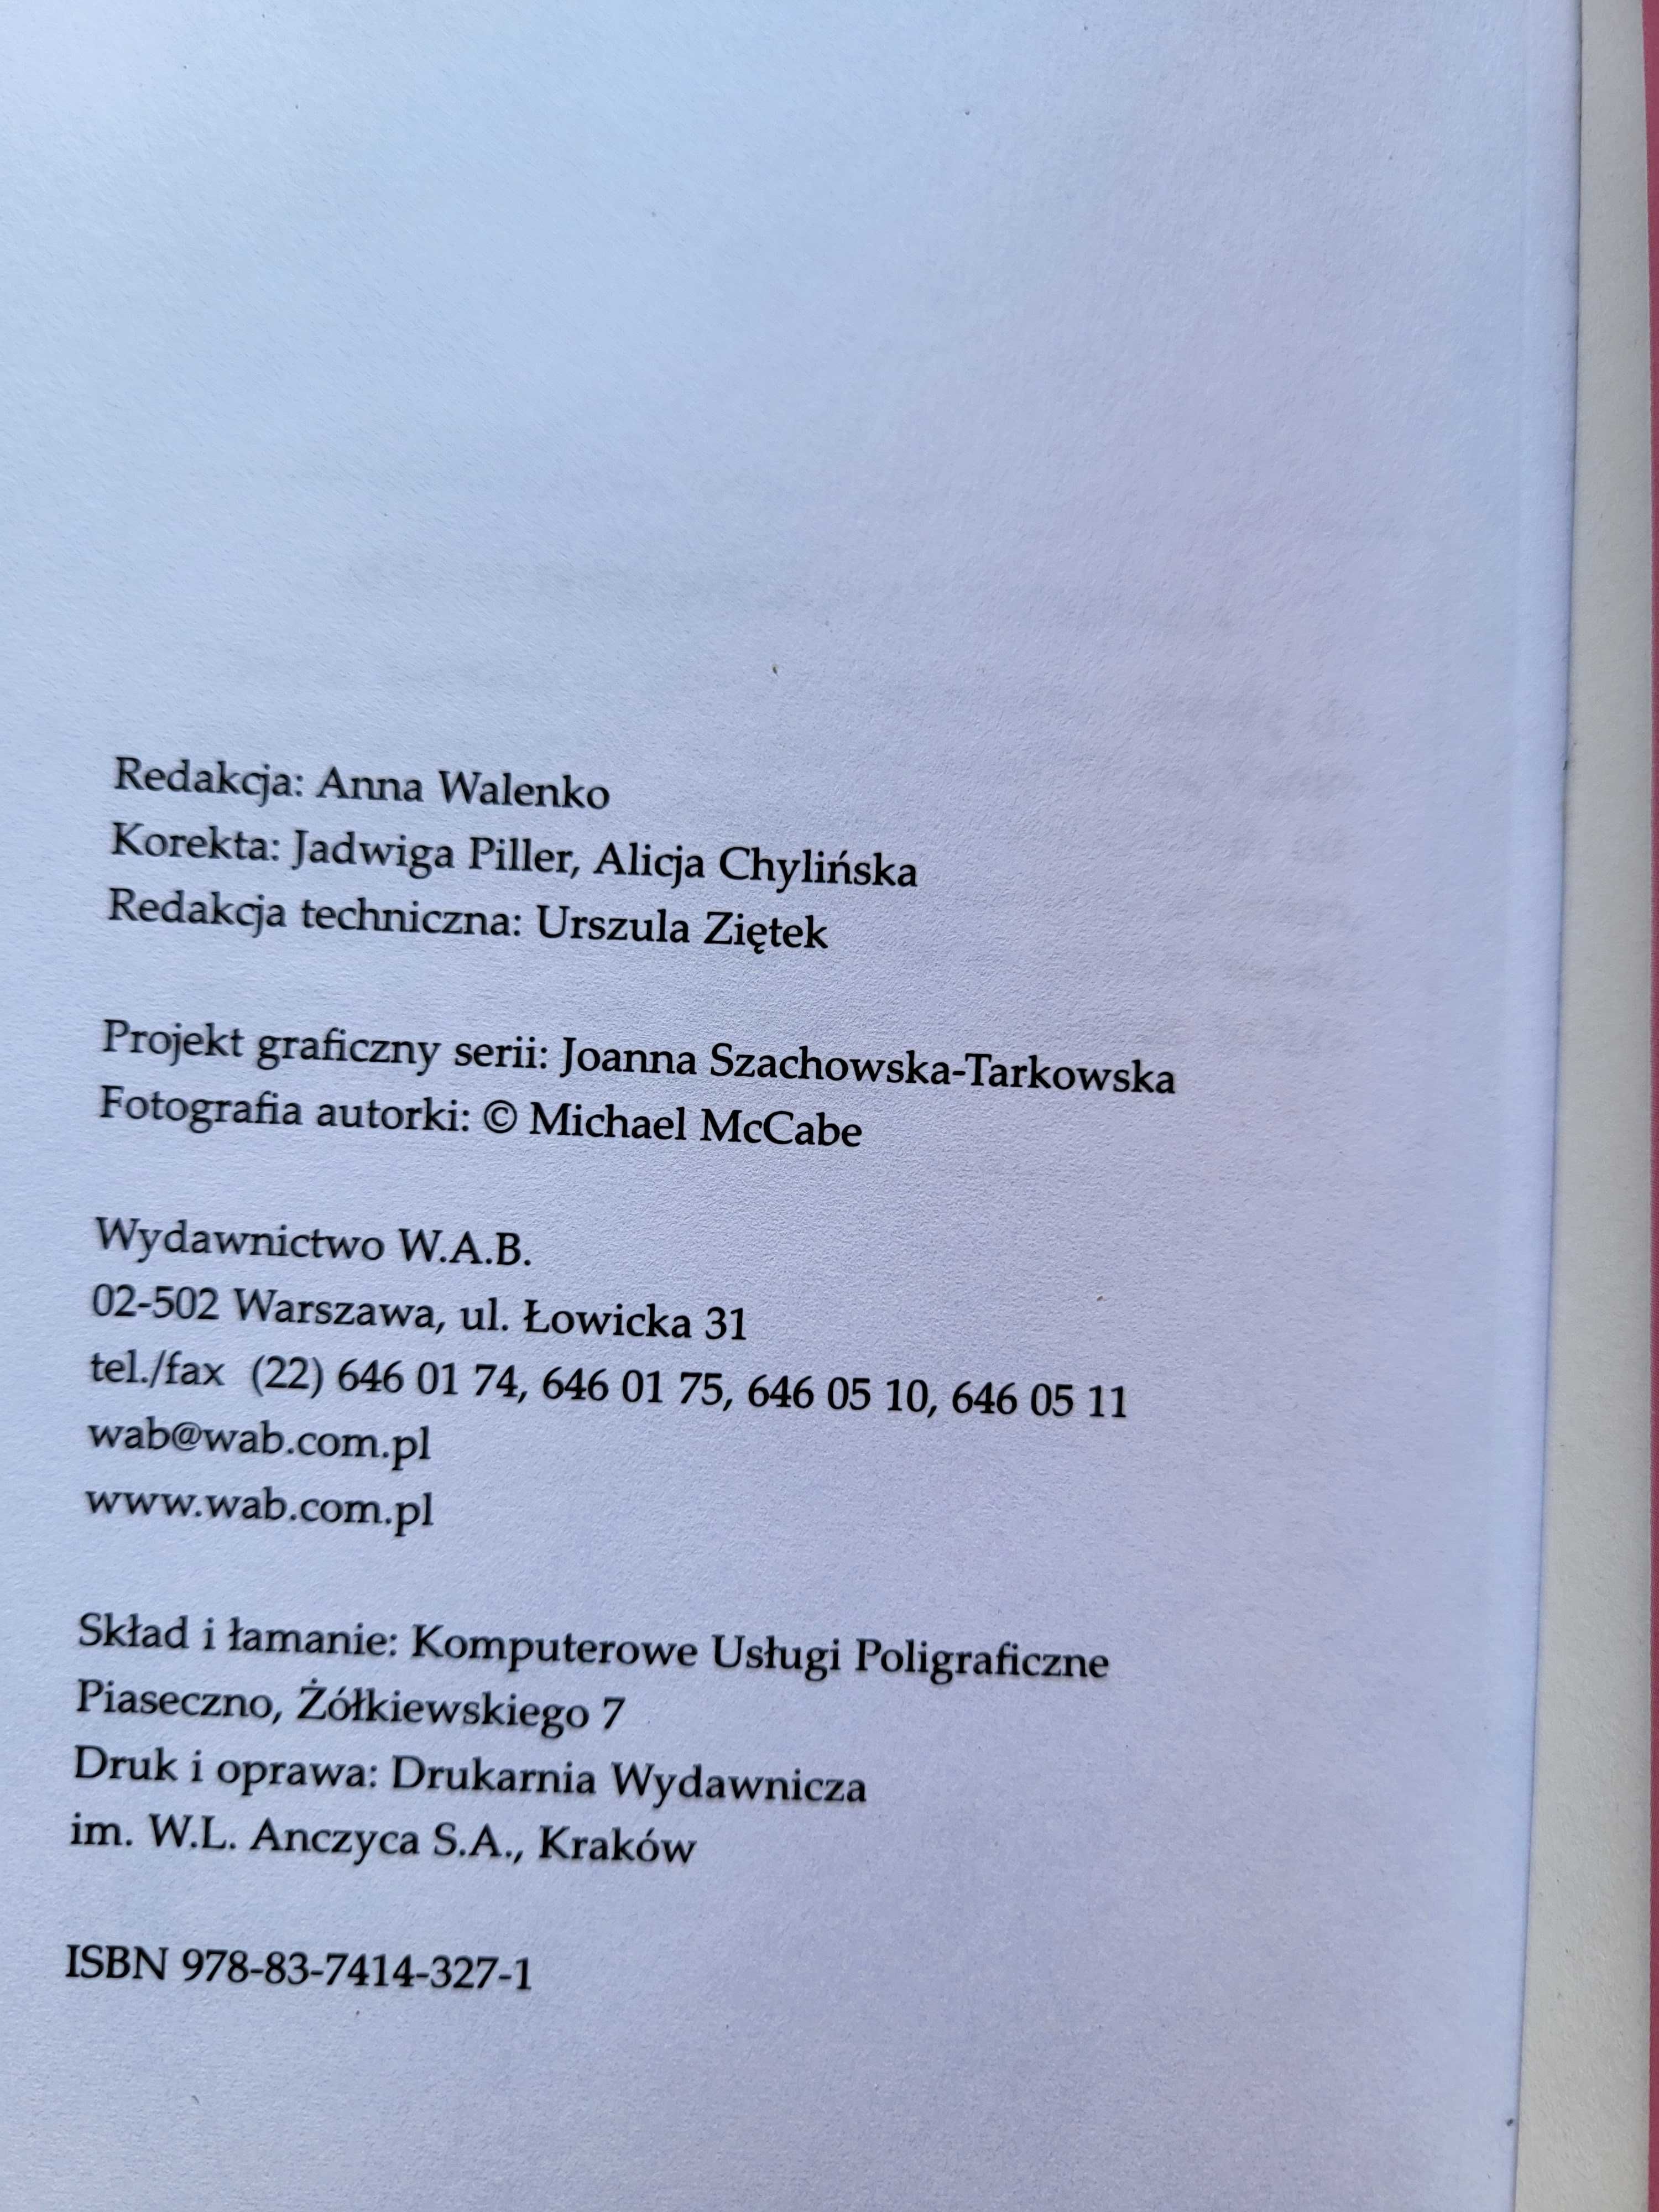 Redakcja: Anna Walenko
Korekta: Jadwiga Piller, Alicja Chylińska
Redakcja techniczna: Urszula Ziętek
Projekt graficzny serii: Joanna Szachowska-Tarkowska
Fotografia autorki: © Michael McCabe
Wydawnictwo W.A.B.
02-502 Warszawa, ul. Łowicka 31
tel./fax (22) 646 01 74, 646 01 75, 646 05 10, 646 05 11
wab@wab.com.pl
www.wab.com.pl
Skład i łamanie: Komputerowe Usługi Poligraficzne
Piaseczno, Żółkiewskiego 7
Druk i oprawa: Drukarnia Wydawnicza
im. W.L. Anczyca S.A., Kraków
ISBN 978-83-7414-327-1